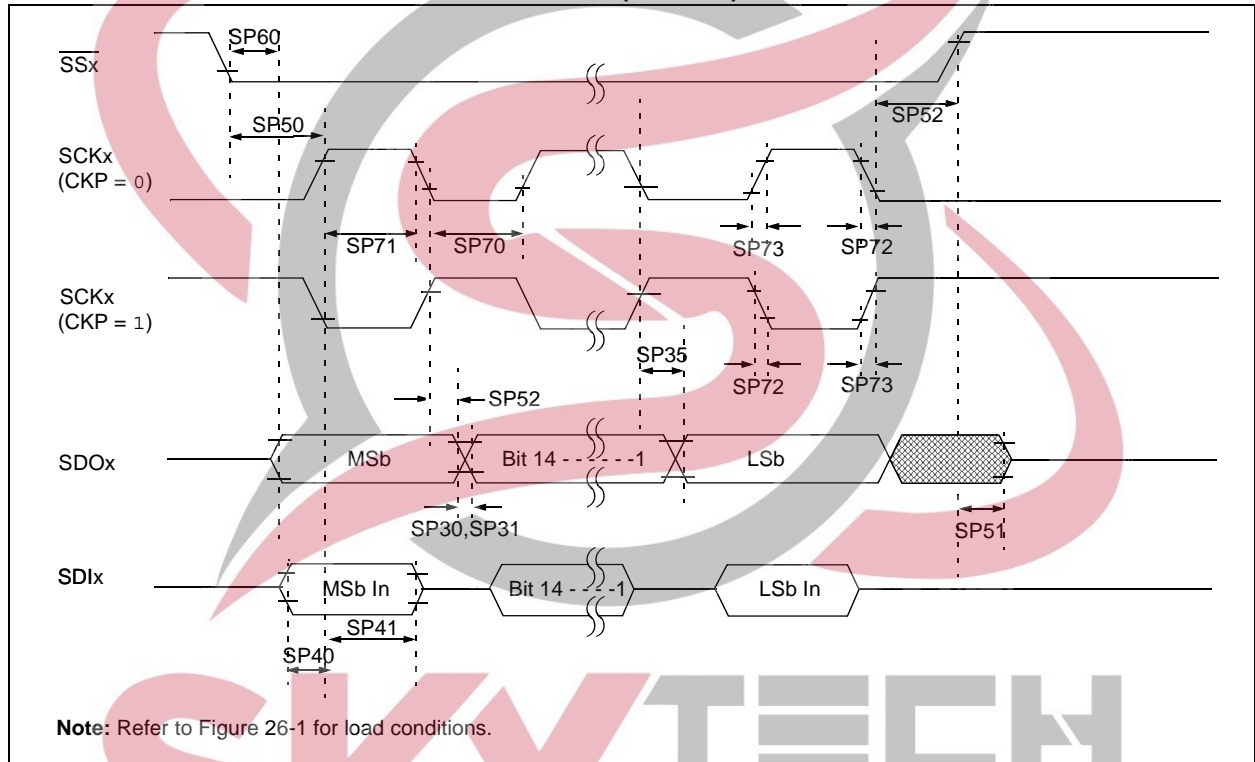 SP60
SSx
SP50
SP52
SCKx
(CKP = 0)
SP71
SP70
SP73
SP72
SCKx
(CKP = 1)
SP35
SP72
SP73
SP52
SDOx
MSb
Bit 14 - - - - - -1
LSb
SP30,SP31
SP51
SDIx
MSb In
Bit 14 - - - -1
LSb In
SP41
SP40
Note: Refer to Figure 26-1 for load conditions.
SKYTECH